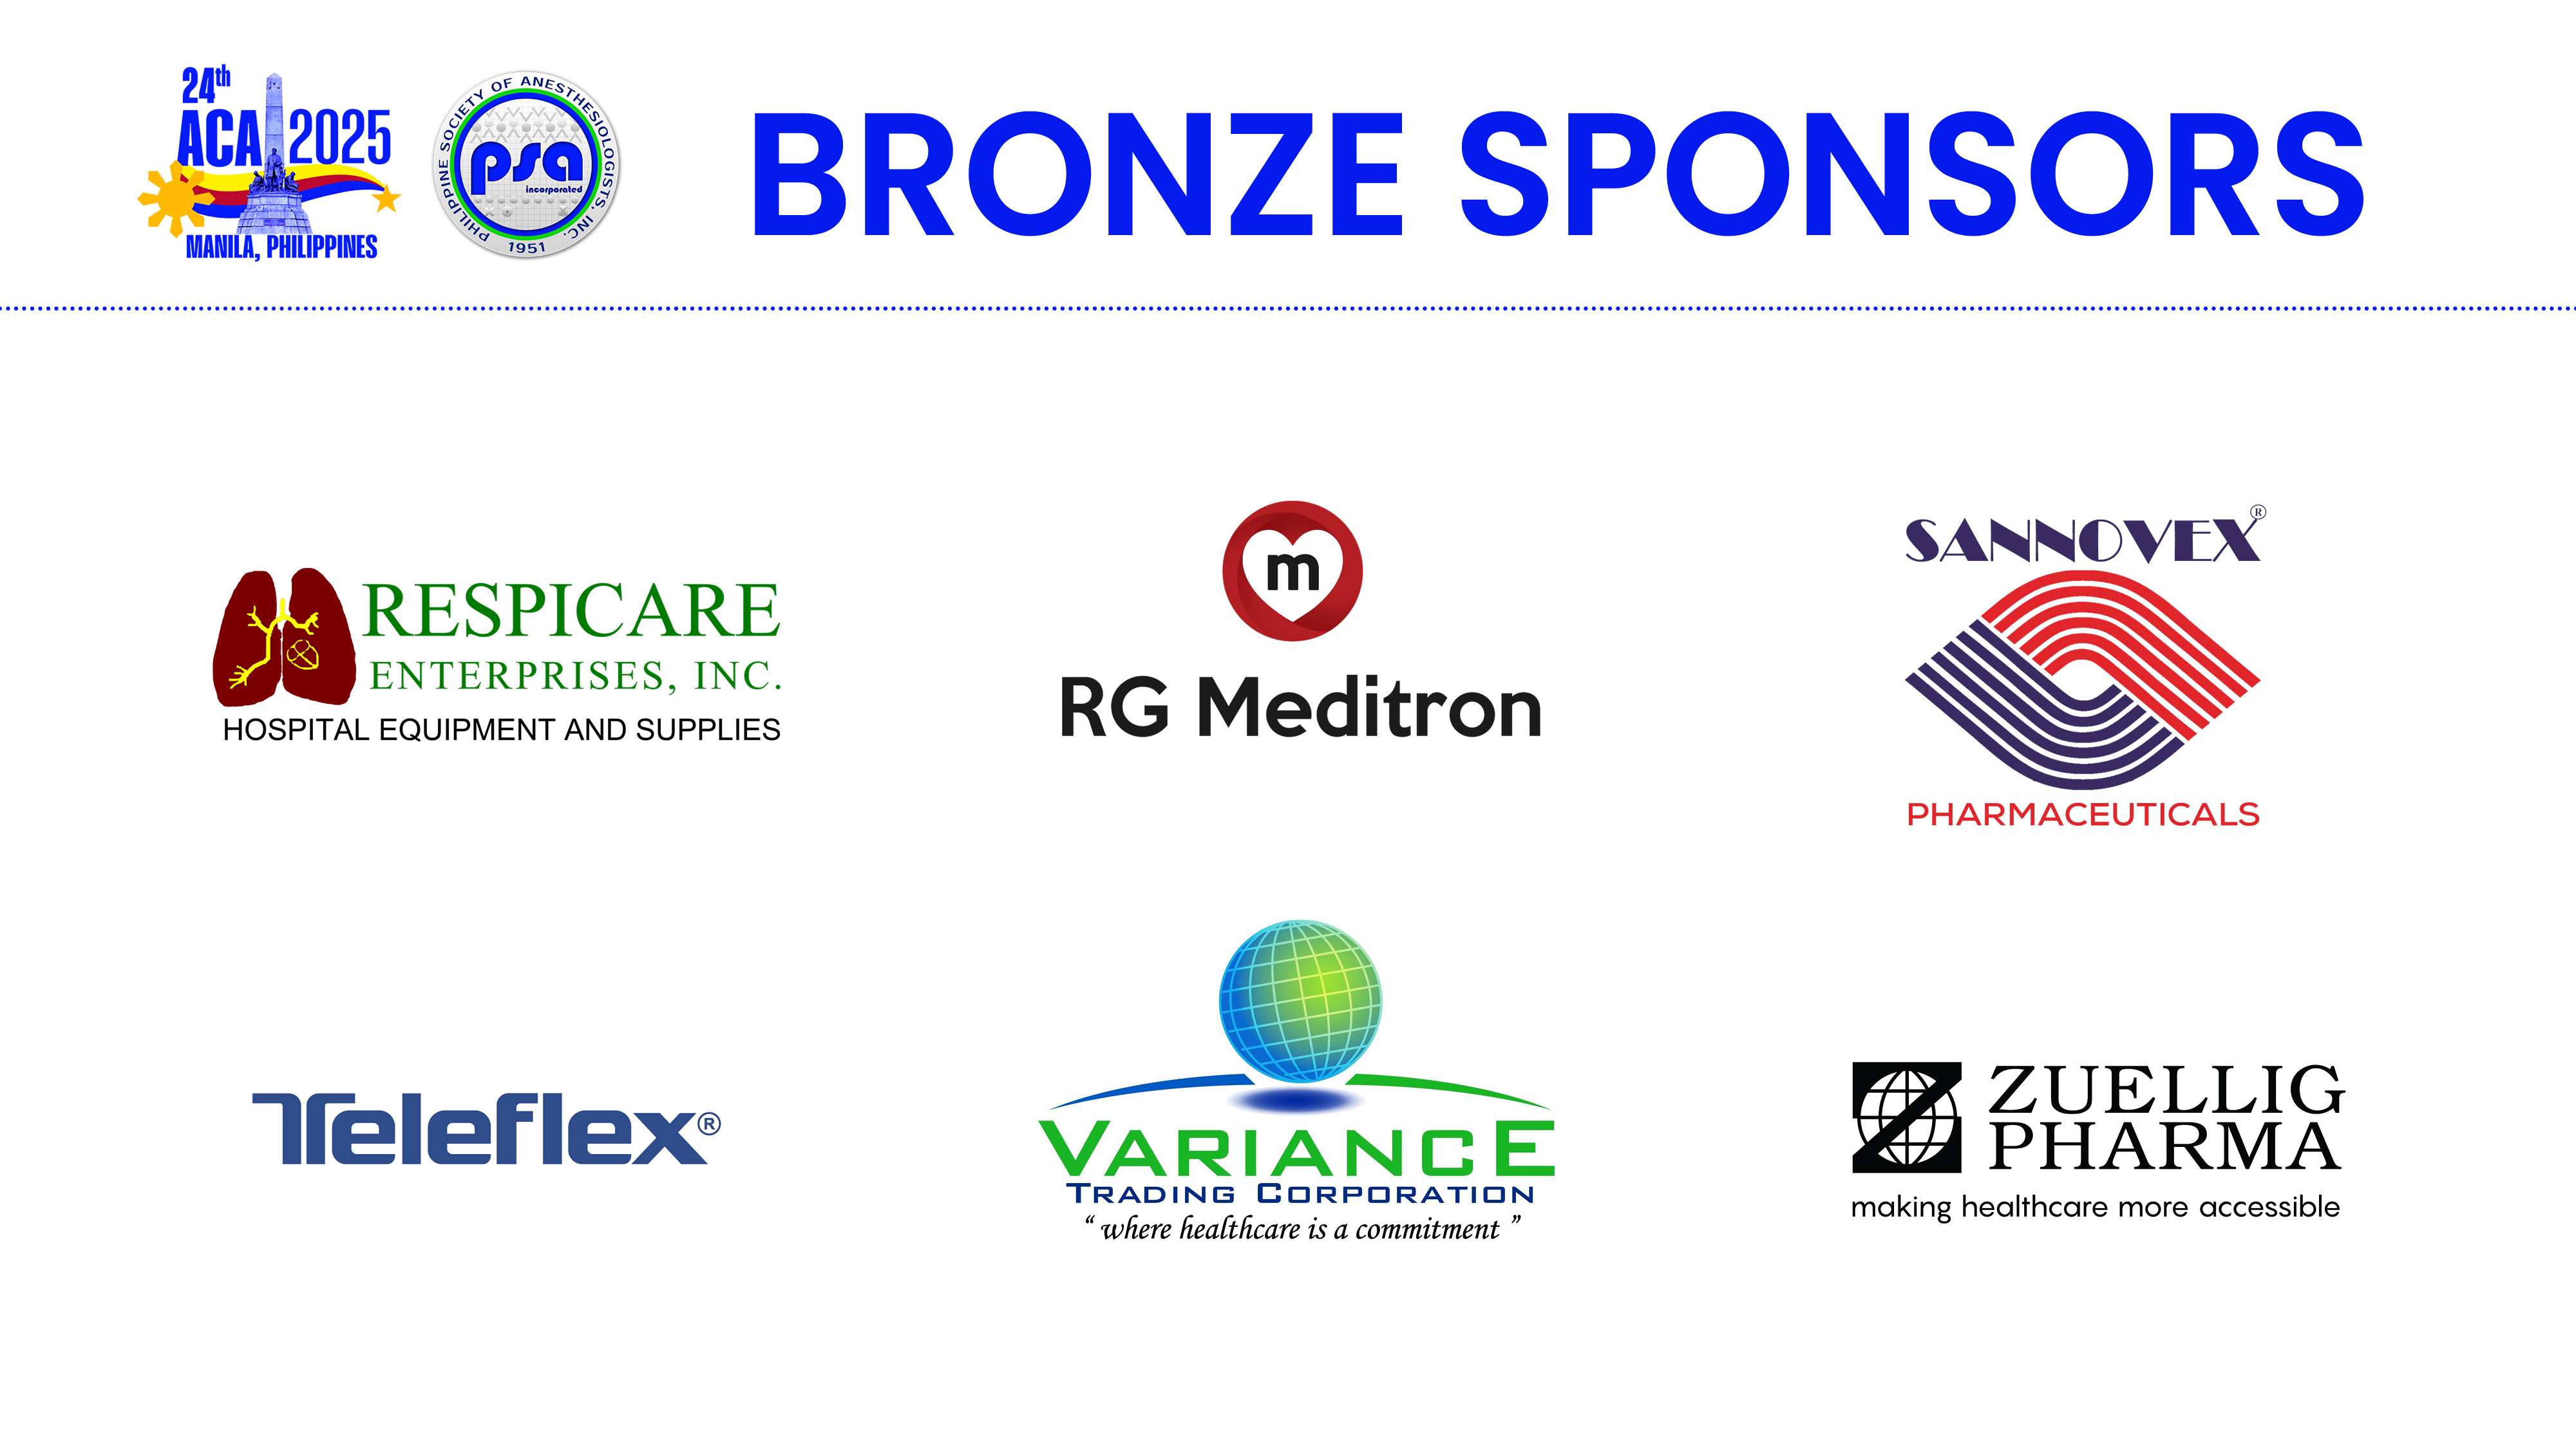 24th
ACA 2025
MANILA, PHILIPPINES
PHILIPPINE SOCIETY OF ANESTHESIOLOGISTS, INC.
psa
incorporated
1951
BRONZE SPONSORS
RESPICARE
ENTERPRISES, INC.
HOSPITAL EQUIPMENT AND SUPPLIES
m
RG Meditron
SANNOVEX®
PHARMACEUTICALS
Teleflex®
VARIANCE
TRADING CORPORATION
“ where healthcare is a commitment ”
Z
ZUELLIG
PHARMA
making healthcare more accessible